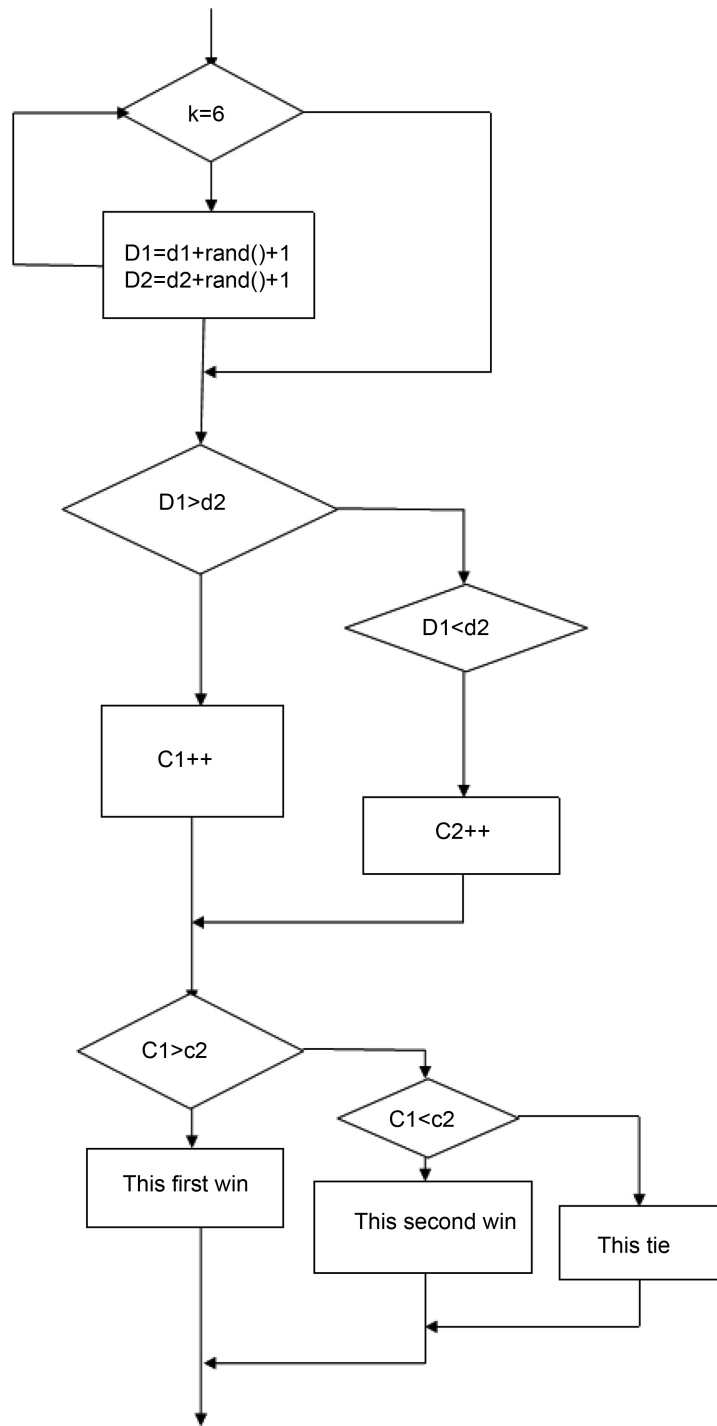 k=6
D1=d1+rand()+1
D2=d2+rand()+1
D1>d2
D1<d2
C1++
C2++
C1>c2
C1<c2
This first win
This second win
This tie